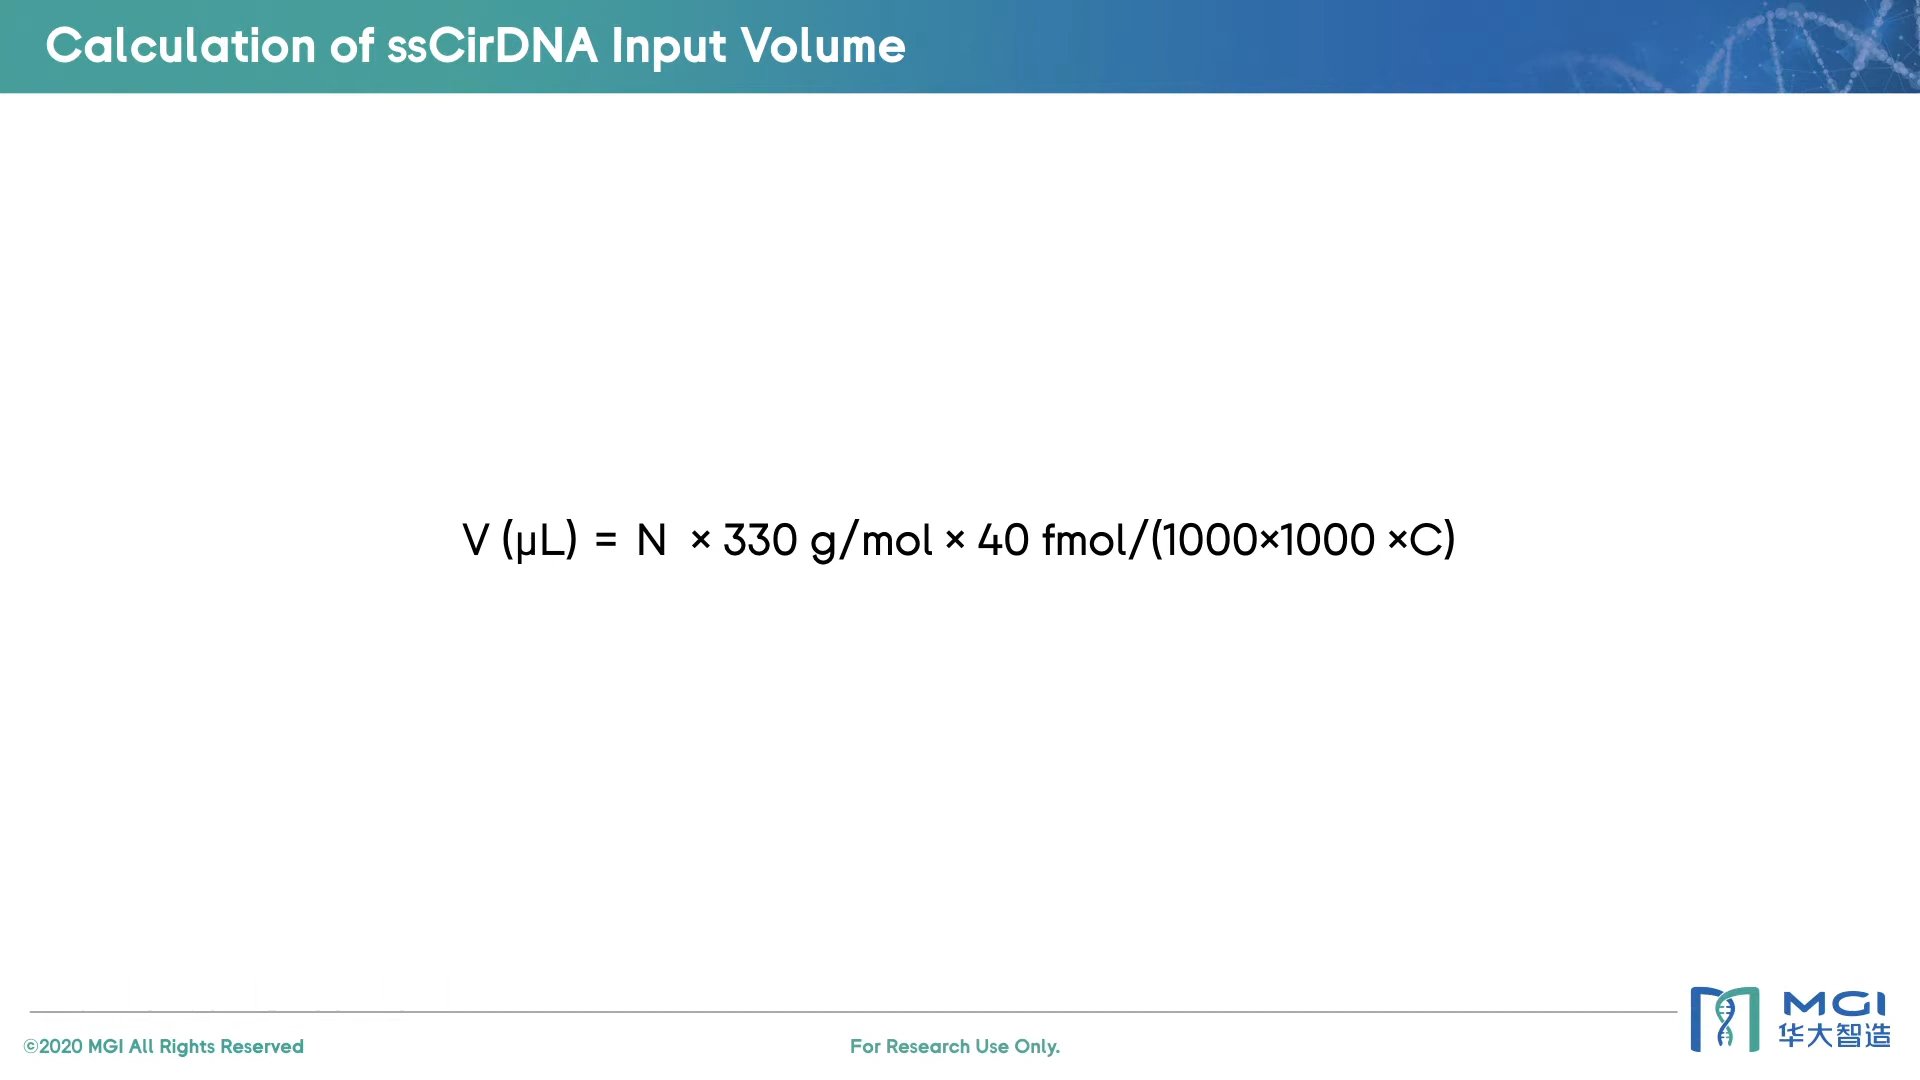 Calculation of ssCirDNA Input Volume
V (μL) = N × 330 g/mol × 40 fmol/(1000×1000 ×C)
©2020 MGI All Rights Reserved
For Research Use Only.
MGI
华大智造